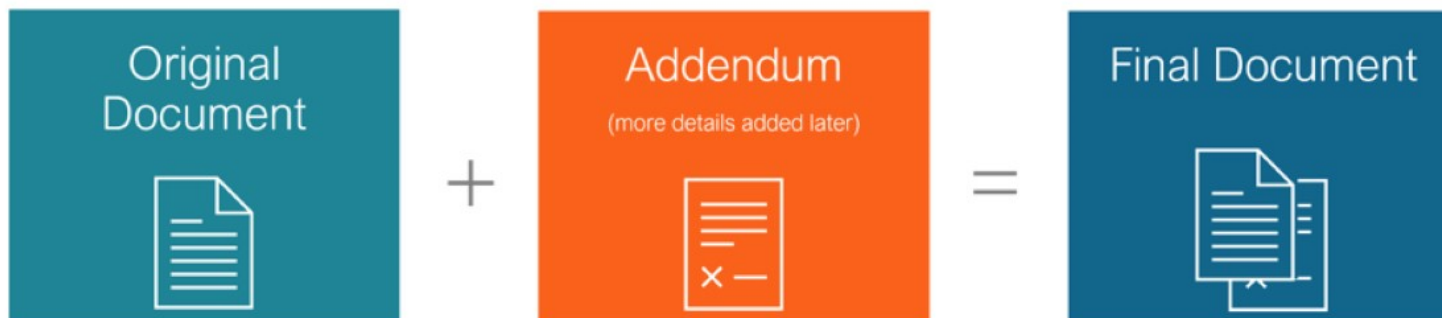 Original
Document
+
Addendum
(more details added later)
=
Final Document